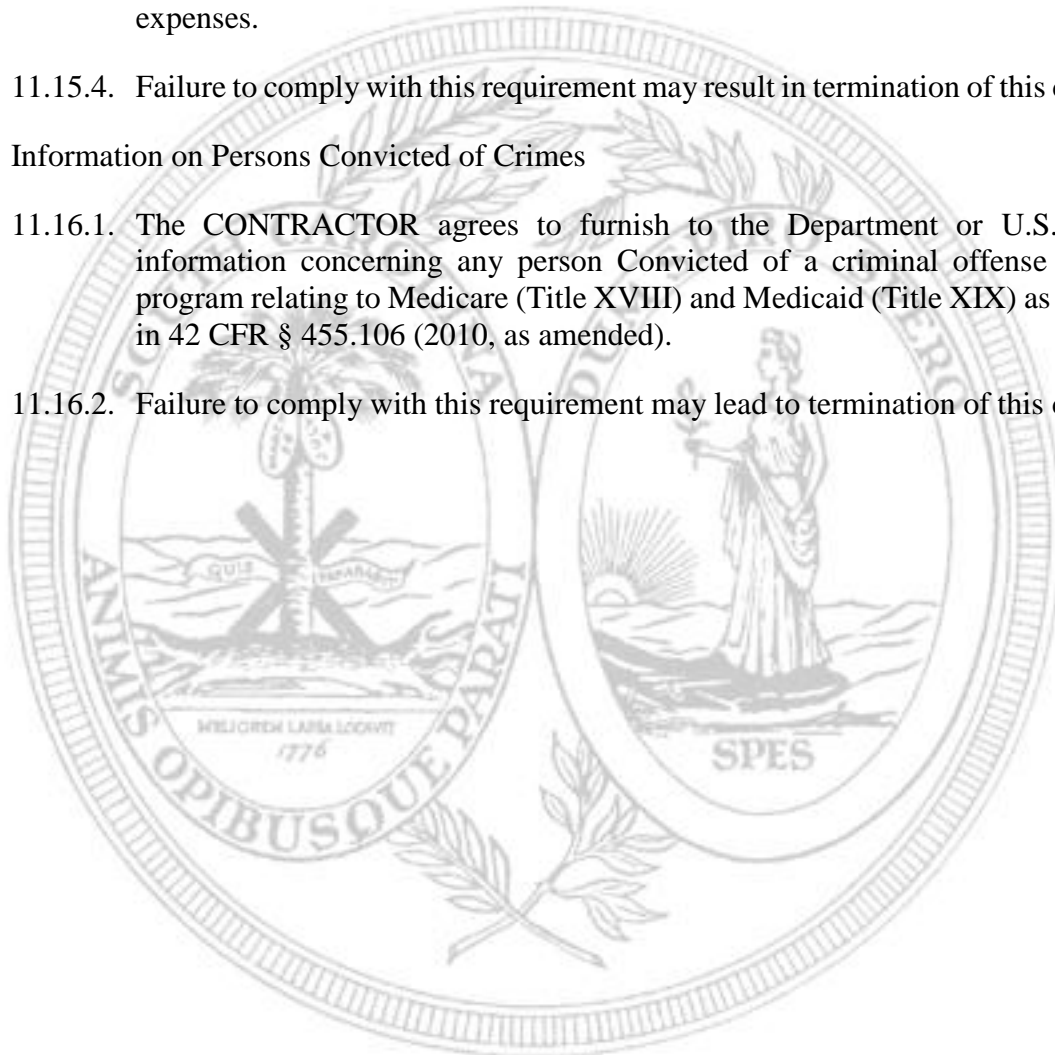 expenses.
11.15.4. Failure to comply with this requirement may result in termination of this
Information on Persons Convicted of Crimes
11.16.1. The CONTRACTOR agrees to furnish to the Department or U.S.
information concerning any person Convicted of a criminal offense
program relating to Medicare (Title XVIII) and Medicaid (Title XIX) as
in 42 CFR § 455.106 (2010, as amended).
11.16.2. Failure to comply with this requirement may lead to termination of this
QUIS
ANIMIS OPIBUSQUE PARATI
1776
SPES